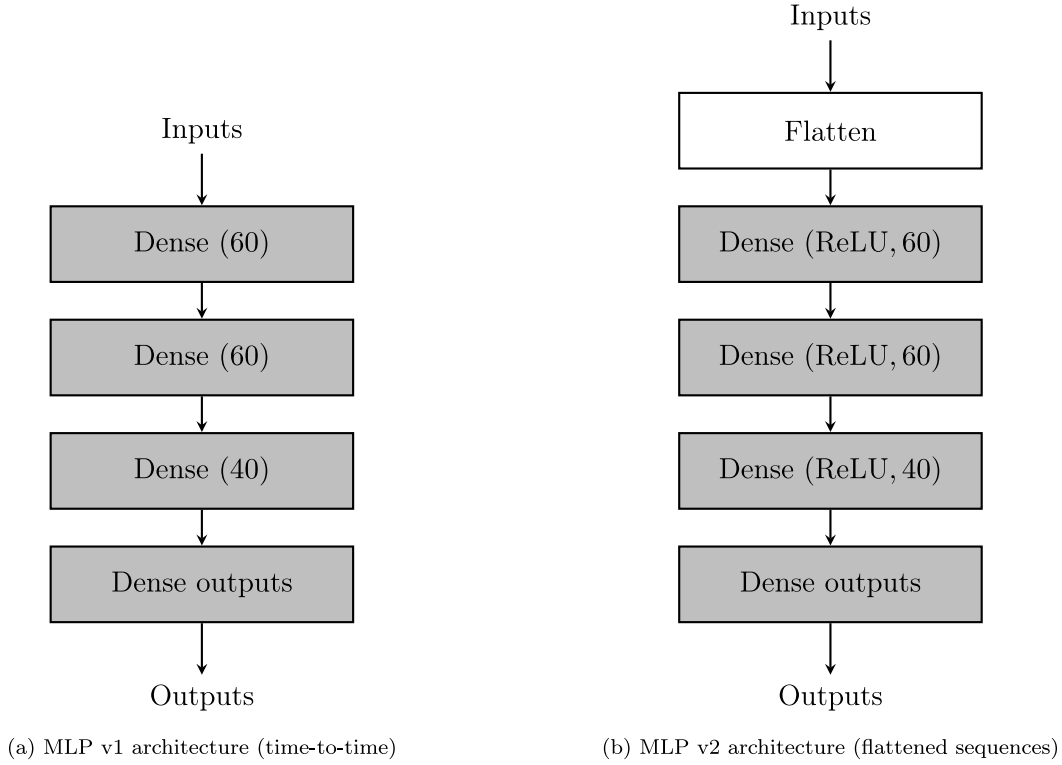 Inputs
Dense (60)
Dense (60)
Dense (40)
Dense outputs
Outputs
(a) MLP v1 architecture (time-to-time)
Inputs
Flatten
Dense (ReLU, 60)
Dense (ReLU, 60)
Dense (ReLU, 40)
Dense outputs
Outputs
(b) MLP v2 architecture (flattened sequences)